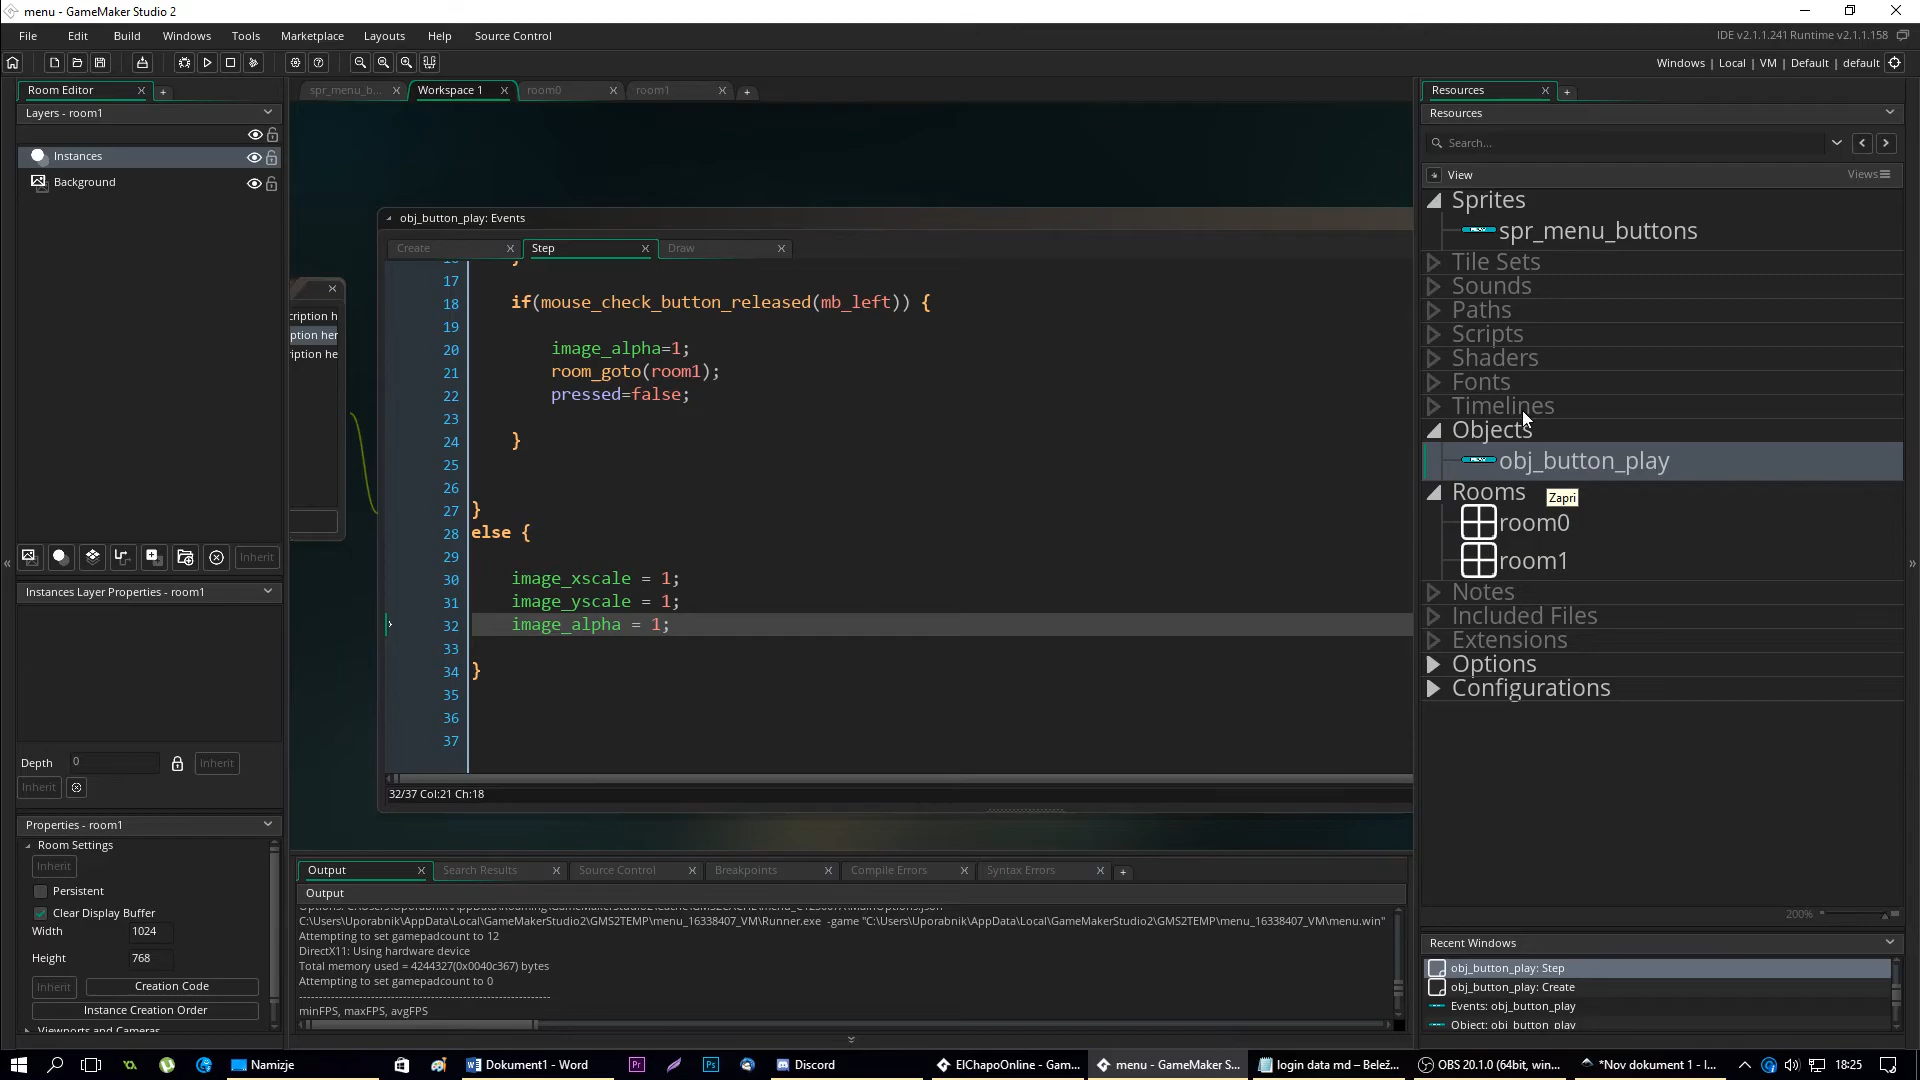 menu - GameMaker Studio 2
File Edit Build Windows Tools Marketplace Layouts Help Source Control
IDE v2.1.1.241 Runtime v2.1.1.158
Windows | Local | VM | Default | default
Room Editor
Layers - room1
Instances
Background
Inherit
Instances Layer Properties - room1
Depth 0 Inherit
Inherit
Properties - room1
Room Settings
Inherit
Persistent
Clear Display Buffer
Width 1024
Height 768
Inherit Creation Code
Instance Creation Order
Viewports and Cameras
spr_menu_b... Workspace 1 room0 room1
cription h
ption her
iption he
obj_button_play: Events
Create Step Draw
16 }
17
18 if(mouse_check_button_released(mb_left)) {
19
20 image_alpha=1;
21 room_goto(room1);
22 pressed=false;
23
24 }
25
26
27 }
28 else {
29
30 image_xscale = 1;
31 image_yscale = 1;
32 image_alpha = 1;
33
34 }
35
36
37
32/37 Col:21 Ch:18
Output Search Results Source Control Breakpoints Compile Errors Syntax Errors
Output
C:\Users\Uporabnik\AppData\Local\GameMakerStudio2\GMS2TEMP\menu_16338407_VM\Runner.exe -game "C:\Users\Uporabnik\AppData\Local\GameMakerStudio2\GMS2TEMP\menu_16338407_VM\menu.win"
Attempting to set gamepadcount to 12
DirectX11: Using hardware device
Total memory used = 4244327(0x0040c367) bytes
Attempting to set gamepadcount to 0
----------------------------------------------------------
minFPS, maxFPS, avgFPS
Resources
Resources
Search...
View Views
Sprites
spr_menu_buttons
Tile Sets
Sounds
Paths
Scripts
Shaders
Fonts
Timelines
Objects
obj_button_play
Rooms
Zapri
room0
room1
Notes
Included Files
Extensions
Options
Configurations
200%
Recent Windows
obj_button_play: Step
obj_button_play: Create
Events: obj_button_play
Object: obj_button_play
Namizje Dokument1 - Word Pr Ps Discord ElChapoOnline - Gam... menu - GameMaker S... login data md – Belež... OBS 20.1.0 (64bit, win... *Nov dokument 1 - I... 18:25